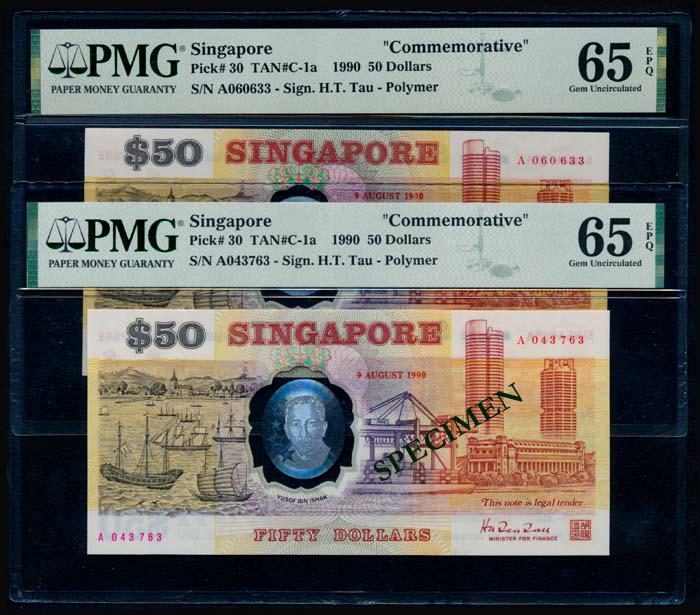 PMG®
PAPER MONEY GUARANTY
Singapore "Commemorative"
Pick# 30 TAN#C-1a 1990 50 Dollars
S/N A060633 - Sign. H.T. Tau - Polymer
65 EPQ
Gem Uncirculated
$50 SINGAPORE
A 060633
9 AUGUST 1990
PMG®
PAPER MONEY GUARANTY
Singapore "Commemorative"
Pick# 30 TAN#C-1a 1990 50 Dollars
S/N A043763 - Sign. H.T. Tau - Polymer
65 EPQ
Gem Uncirculated
$50 SINGAPORE
A 043763
9 AUGUST 1990
SPECIMEN
YUSOF BIN ISHAK
This note is legal tender
A 043763
FIFTY DOLLARS
MINISTER FOR FINANCE